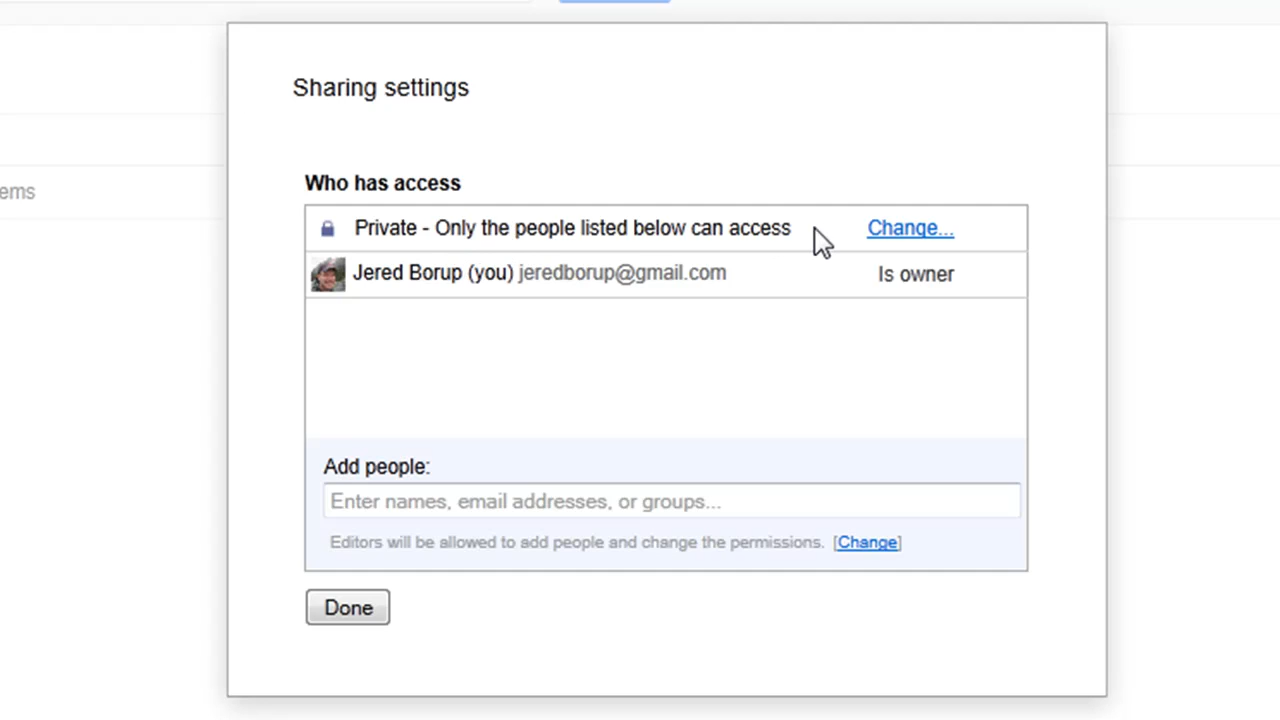 Sharing settings
Who has access
Private - Only the people listed below can access Change...
ems
Jered Borup (you) jeredborup@gmail.com Is owner
Add people:
Enter names, email addresses, or groups...
Editors will be allowed to add people and change the permissions. [Change]
Done